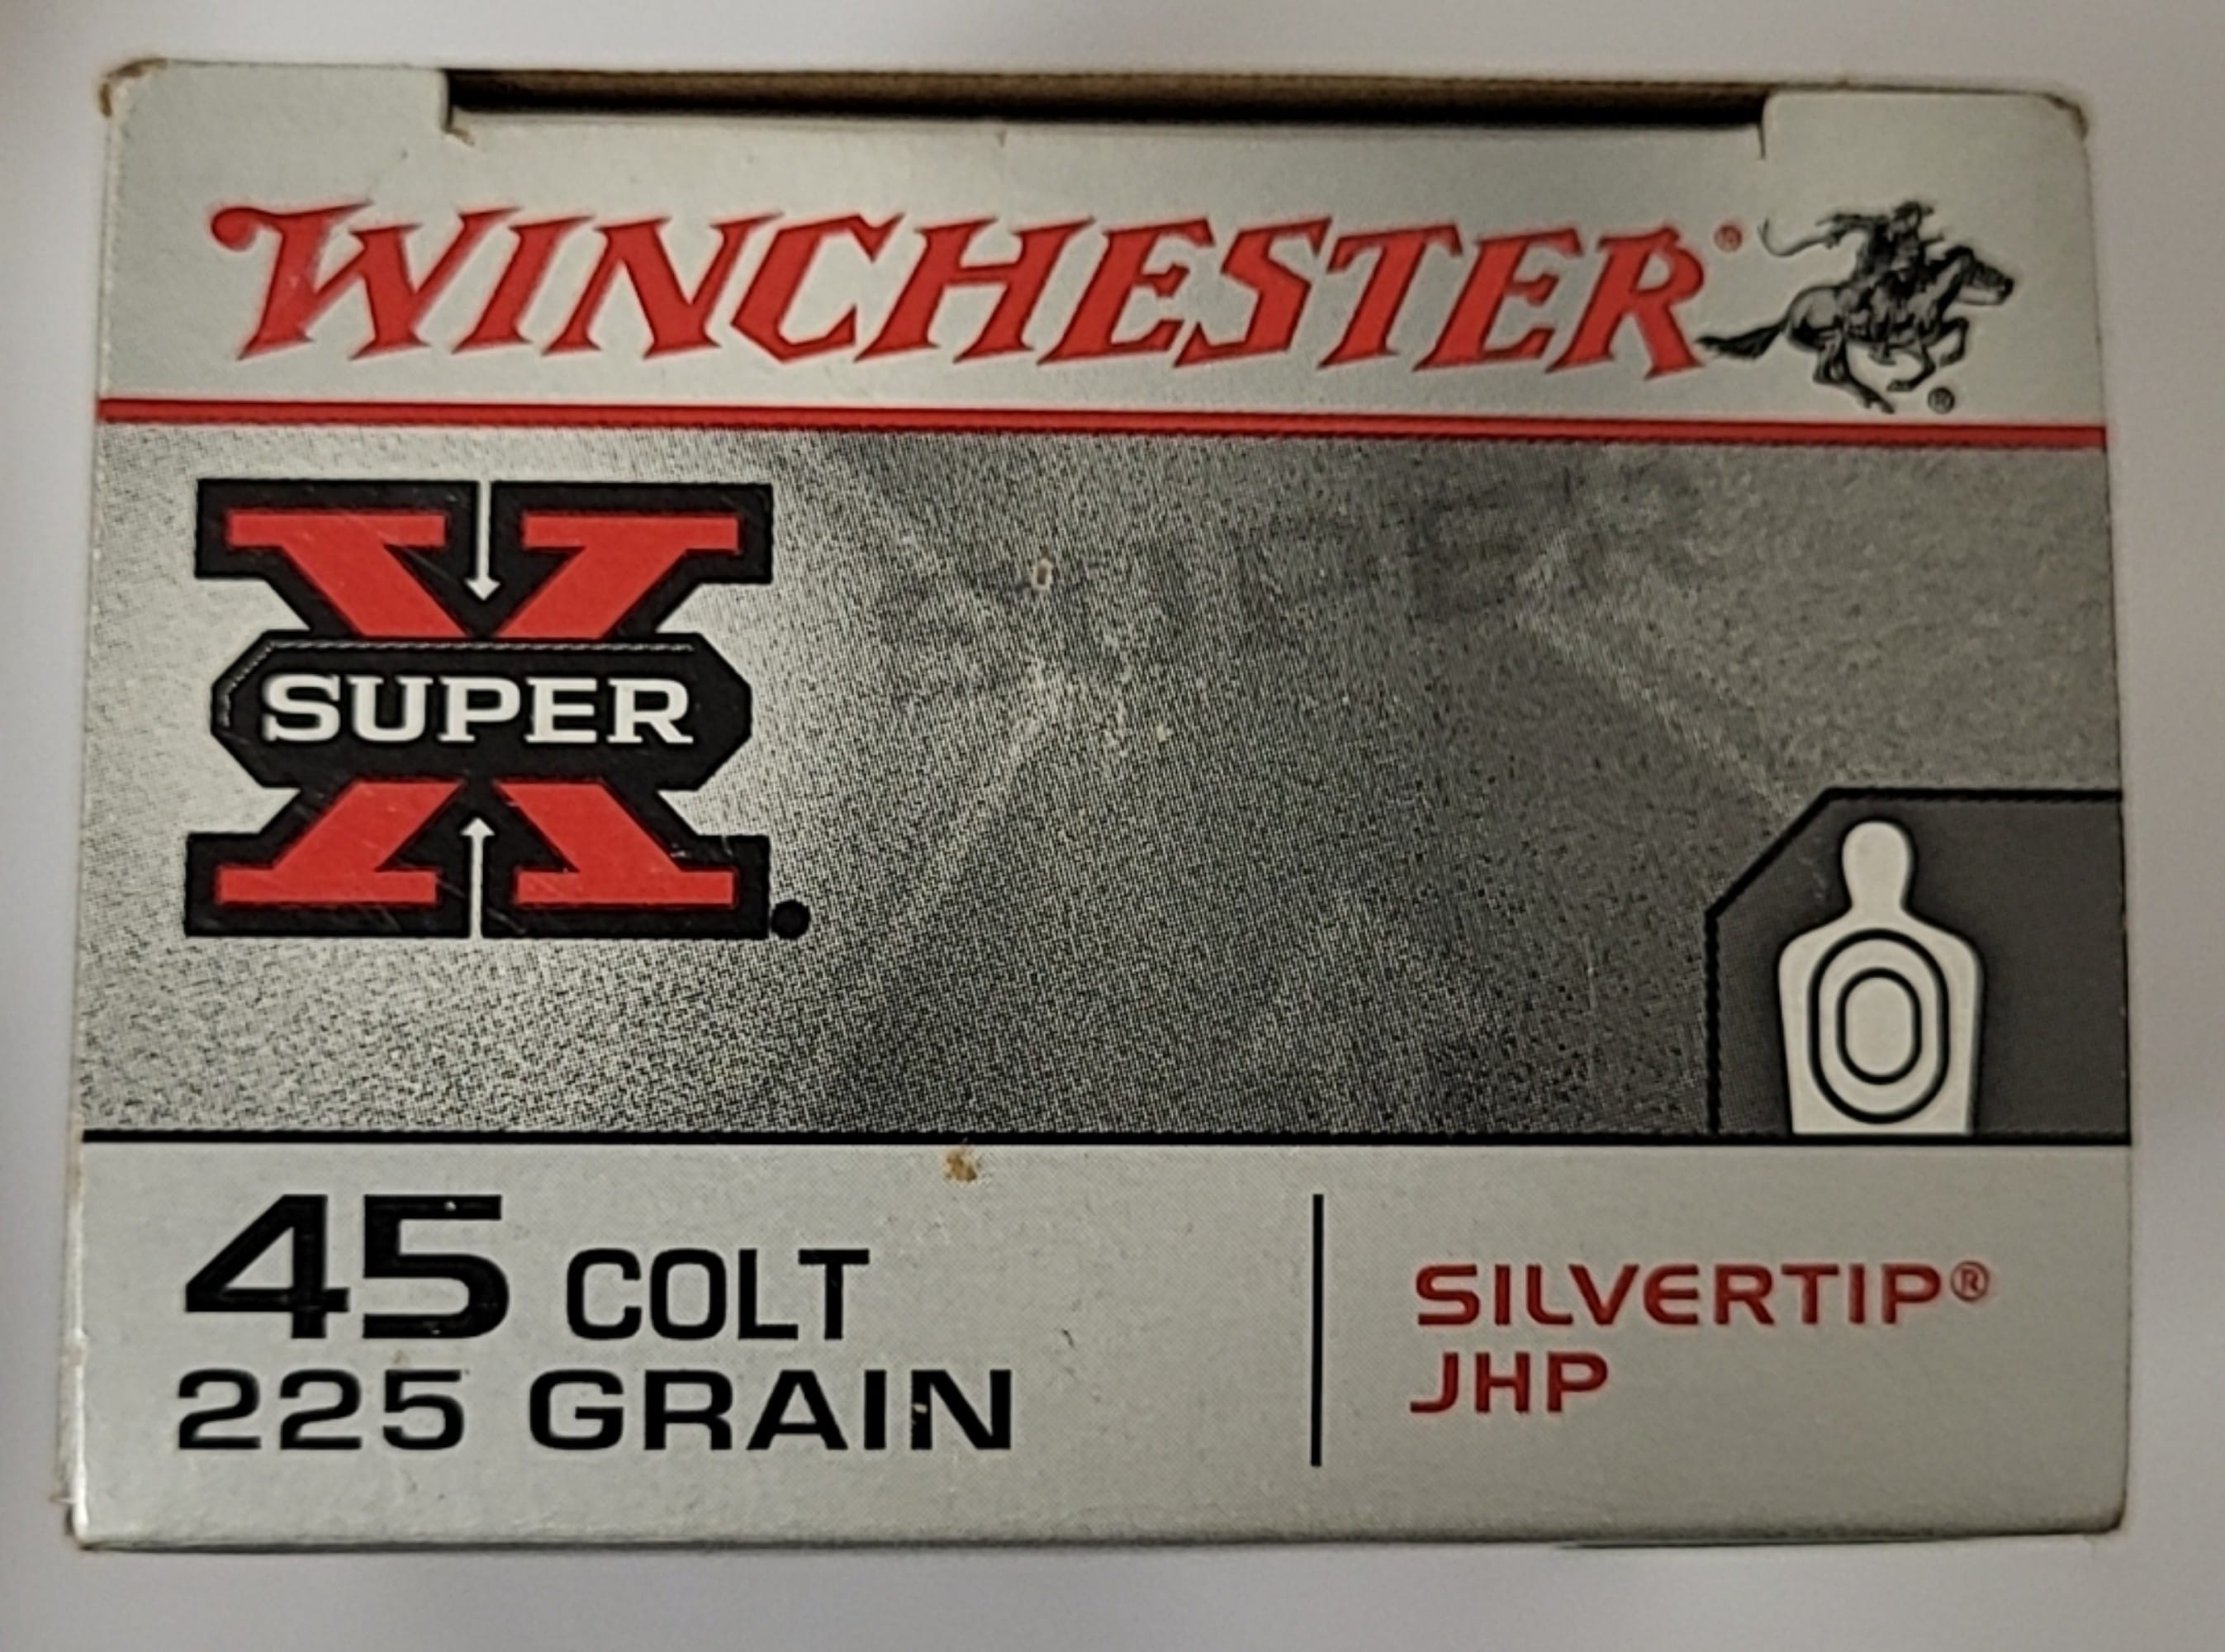 WINCHESTER®
®
SUPER
X
45 COLT
225 GRAIN
SILVERTIP®
JHP